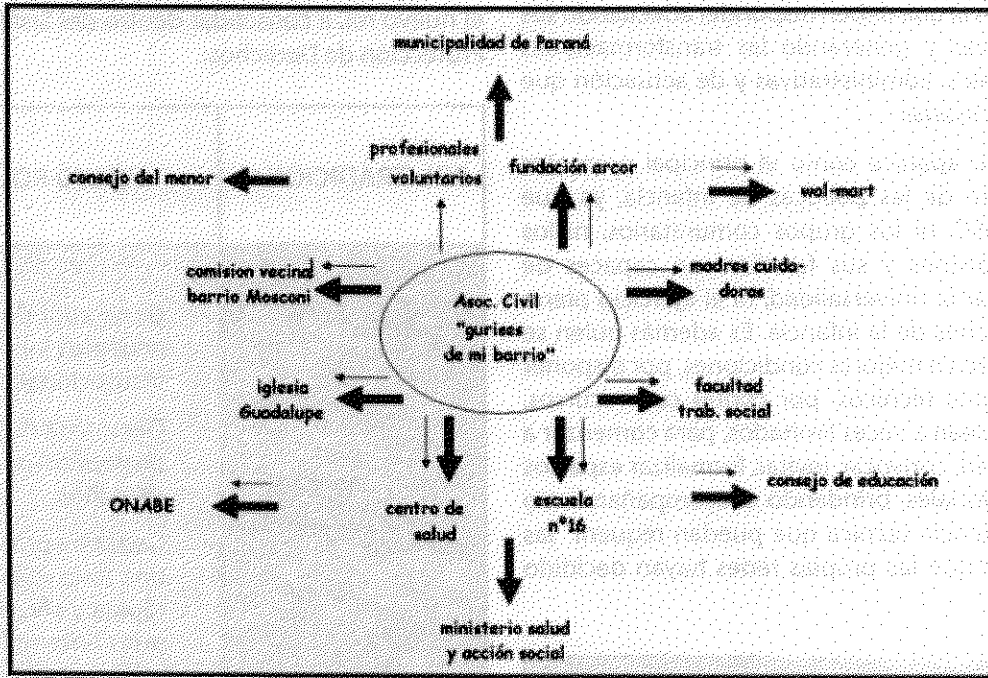 municipalidad de Paraná
profesionales
voluntarios
fundación arcor
consejo del menor
wal-mart
comision vecinal
barrio Mosconi
madres cuida-
doras
Asoc. Civil
"gurises
de mi barrio"
iglesia
Guadalupe
facultad
trab. social
ONABE
centro de
salud
escuela
n°16
consejo de educación
ministerio salud
y acción social